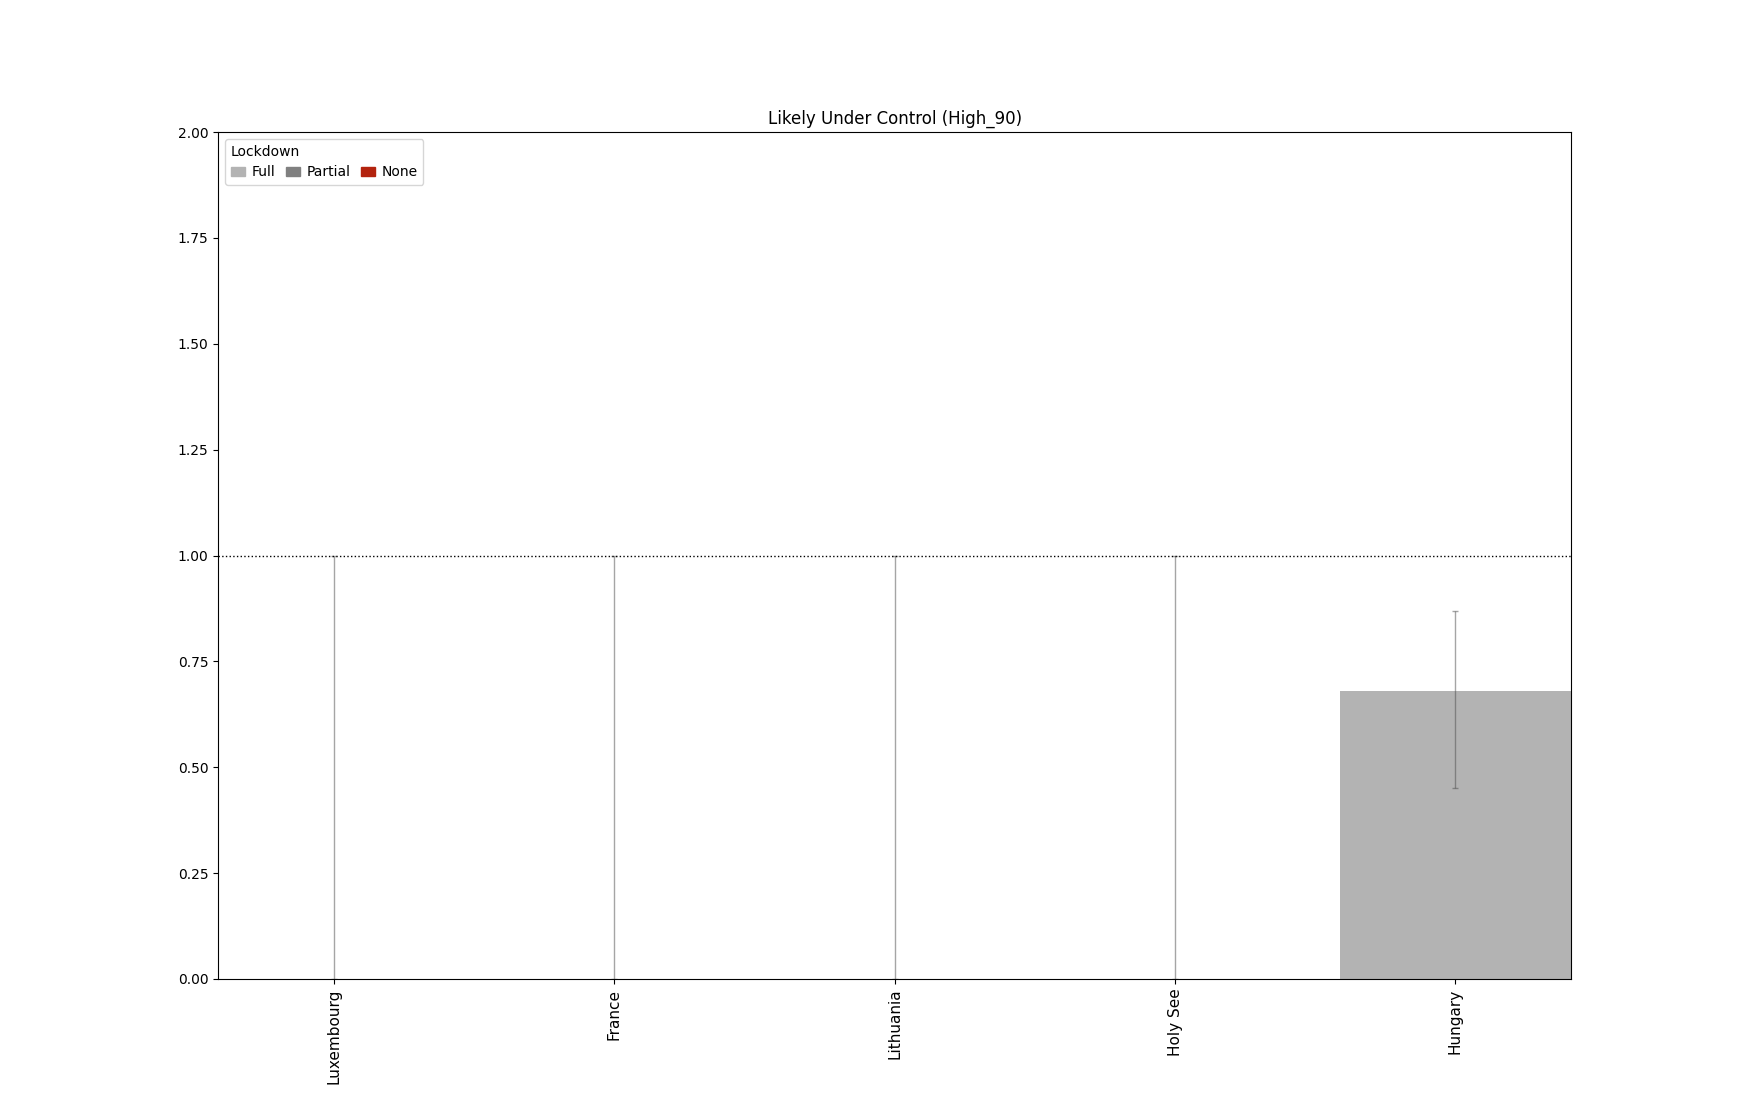 Likely Under Control (High_90)
Lockdown
Full Partial None
2.00
1.75
1.50
1.25
1.00
0.75
0.50
0.25
0.00
Luxembourg
France
Lithuania
Holy See
Hungary